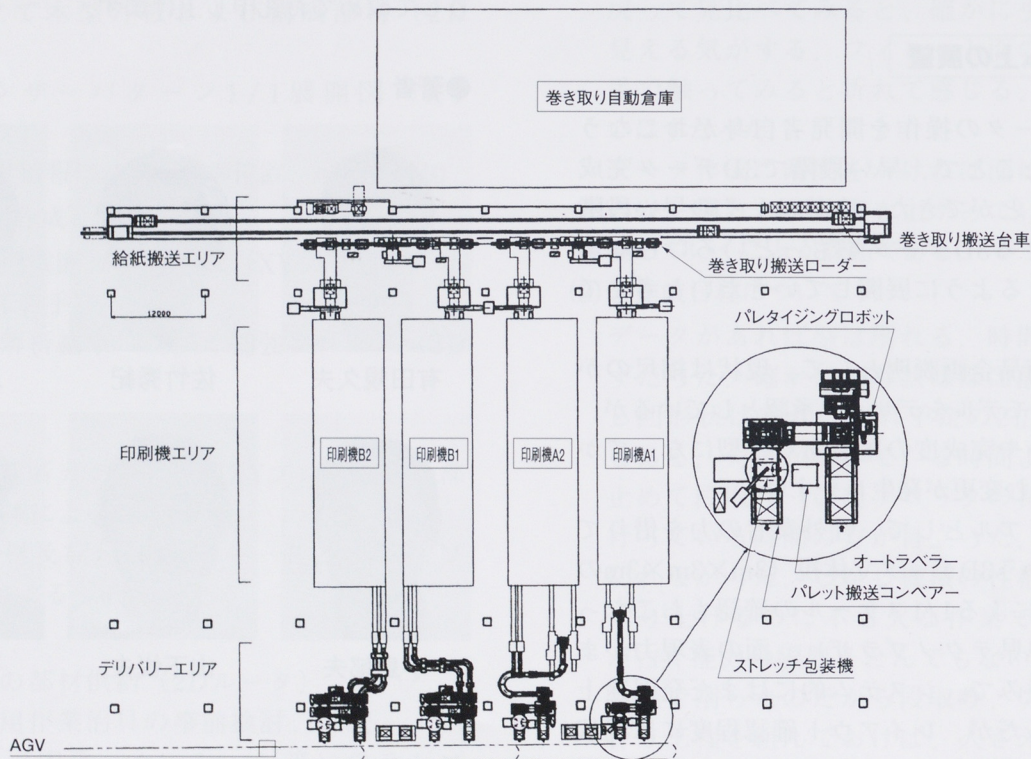 上の展望
巻き取り自動倉庫
給紙搬送エリア
巻き取り搬送台車
巻き取り搬送ローダー
12000
パレタイジングロボット
印刷機エリア
印刷機B2
印刷機B1
印刷機A2
印刷機A1
オートラベラー
パレット搬送コンベアー
デリバリーエリア
ストレッチ包装機
AGV